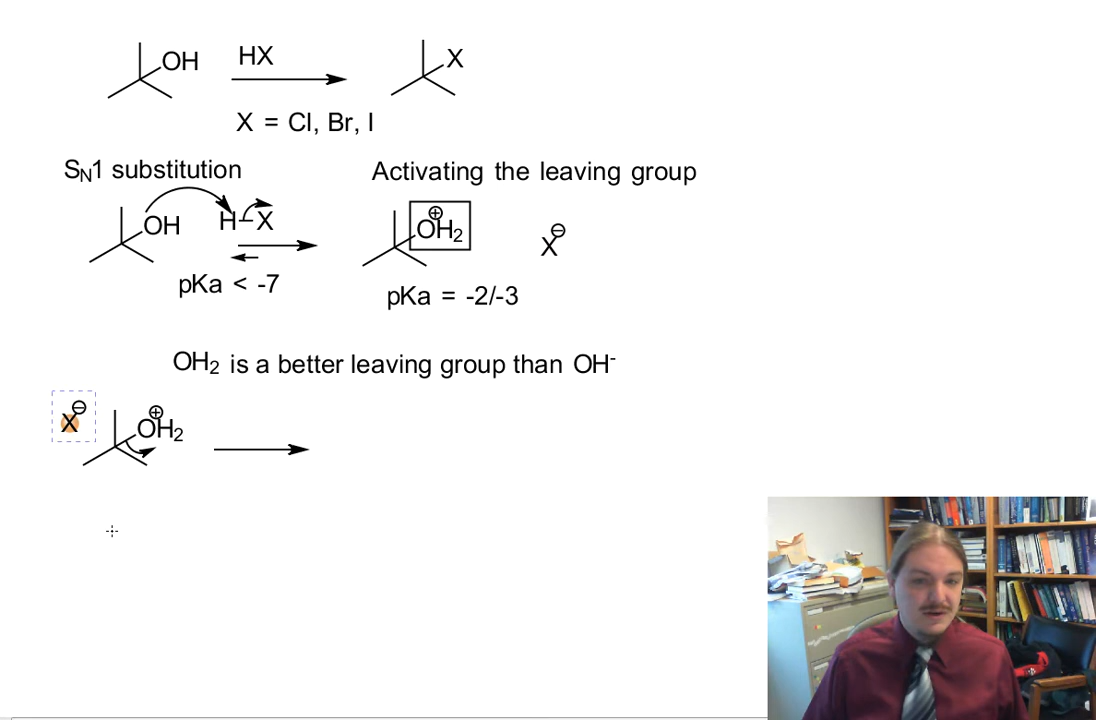 OH HX X
X = Cl, Br, I
SN1 substitution Activating the leaving group
OH H-X ⊕ OH2 X⊖
pKa < -7 pKa = -2/-3
OH2 is a better leaving group than OH-
X⊖ ⊕ OH2